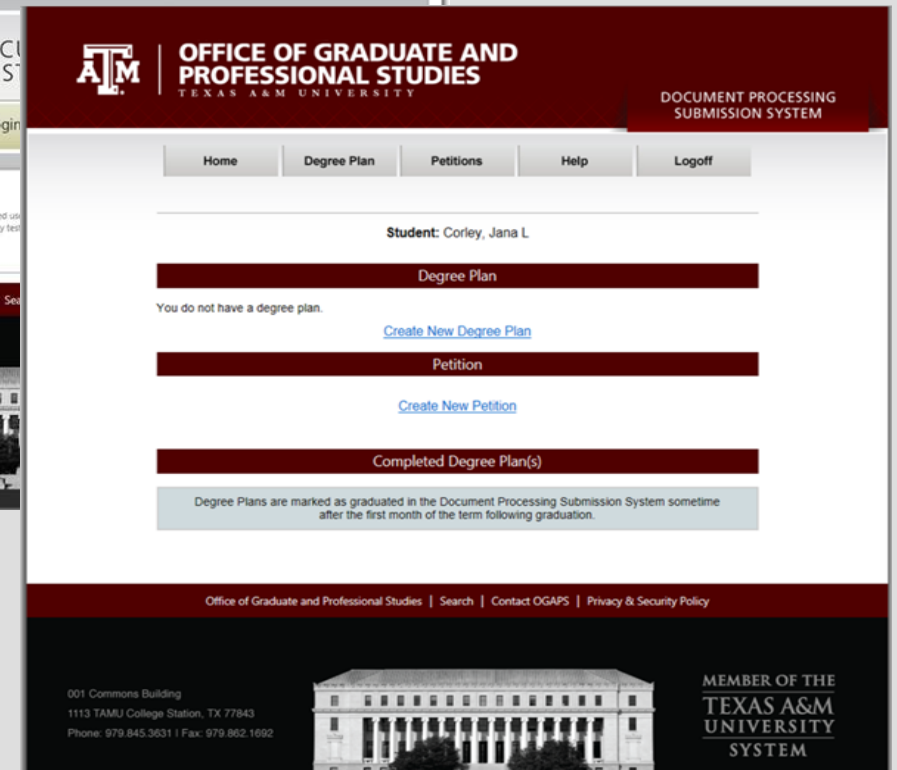 ĀM
OFFICE OF GRADUATE AND
PROFESSIONAL STUDIES
TEXAS A&M UNIVERSITY
DOCUMENT PROCESSING
SUBMISSION SYSTEM
Home Degree Plan Petitions Help Logoff
Student: Corley, Jana L
Degree Plan
You do not have a degree plan.
Create New Degree Plan
Petition
Create New Petition
Completed Degree Plan(s)
Degree Plans are marked as graduated in the Document Processing Submission System sometime
after the first month of the term following graduation.
Office of Graduate and Professional Studies | Search | Contact OGAPS | Privacy & Security Policy
001 Commons Building
1113 TAMU College Station, TX 77843
Phone: 979.845.3631 I Fax: 979.862.1692
MEMBER OF THE
TEXAS A&M
UNIVERSITY
SYSTEM